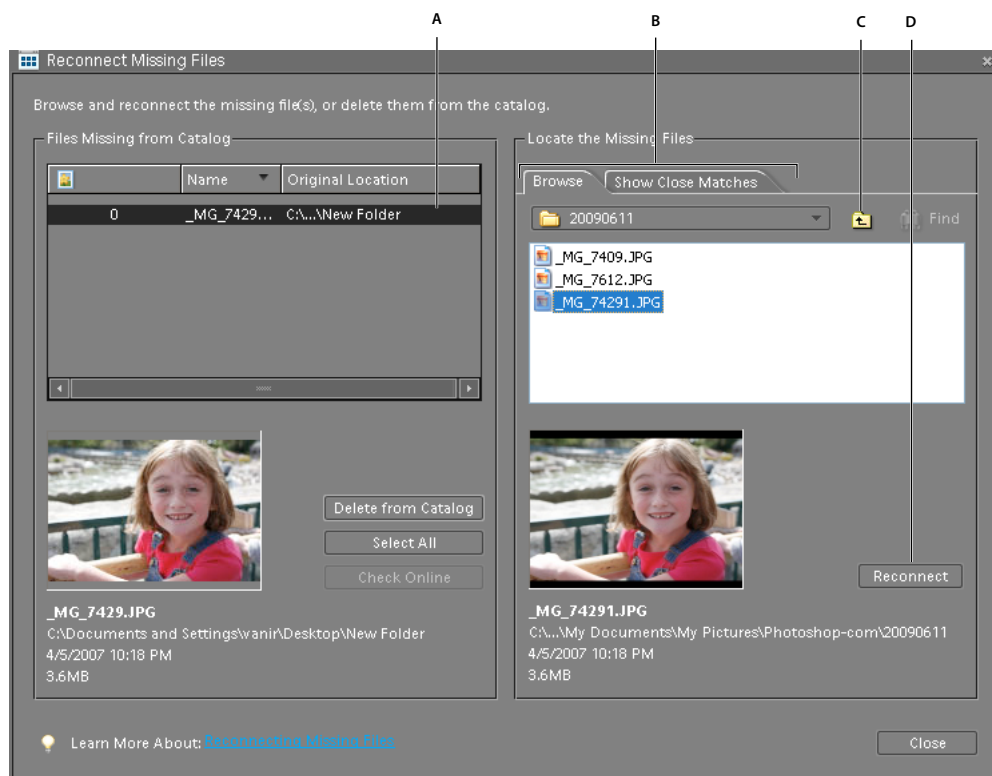 A B C D
Reconnect Missing Files
Browse and reconnect the missing file(s), or delete them from the catalog.
Files Missing from Catalog
Name Original Location
0 _MG_7429... C:\...\New Folder
Delete from Catalog
Select All
Check Online
_MG_7429.JPG
C:\Documents and Settings\vanir\Desktop\New Folder
4/5/2007 10:18 PM
3.6MB
Locate the Missing Files
Browse Show Close Matches
20090611 Find
_MG_7409.JPG
_MG_7612.JPG
_MG_74291.JPG
Reconnect
_MG_74291.JPG
C:\...\My Documents\My Pictures\Photoshop-com\20090611
4/5/2007 10:18 PM
3.6MB
Learn More About: Reconnecting Missing Files
Close